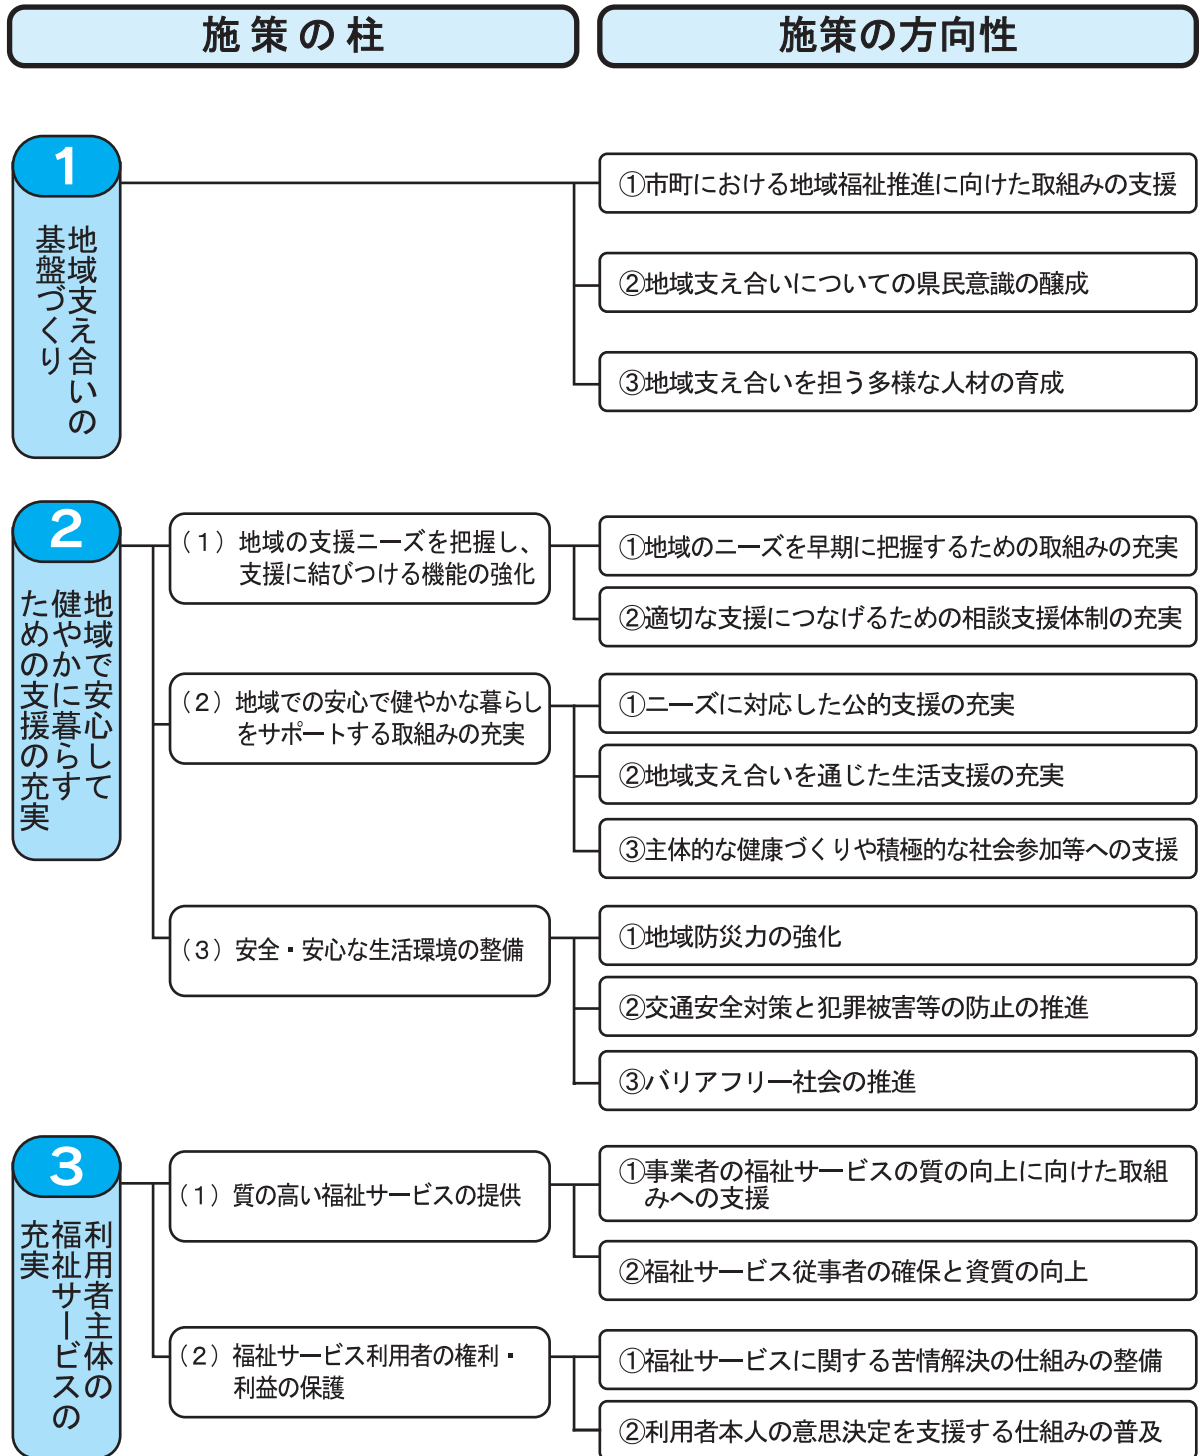 施策の柱
施策の方向性
1
地域支え合いの
基盤づくり
①市町における地域福祉推進に向けた取組みの支援
②地域支え合いについての県民意識の醸成
③地域支え合いを担う多様な人材の育成
2
地域で安心して
健やかに暮らす
ための支援の充実
(1)地域の支援ニーズを把握し、
支援に結びつける機能の強化
①地域のニーズを早期に把握するための取組みの充実
②適切な支援につなげるための相談支援体制の充実
(2)地域での安心で健やかな暮らし
をサポートする取組みの充実
①ニーズに対応した公的支援の充実
②地域支え合いを通じた生活支援の充実
③主体的な健康づくりや積極的な社会参加等への支援
(3)安全・安心な生活環境の整備
①地域防災力の強化
②交通安全対策と犯罪被害等の防止の推進
③バリアフリー社会の推進
3
利用者主体の
福祉サービスの
充実
(1)質の高い福祉サービスの提供
①事業者の福祉サービスの質の向上に向けた取組
みへの支援
②福祉サービス従事者の確保と資質の向上
(2)福祉サービス利用者の権利・
利益の保護
①福祉サービスに関する苦情解決の仕組みの整備
②利用者本人の意思決定を支援する仕組みの普及